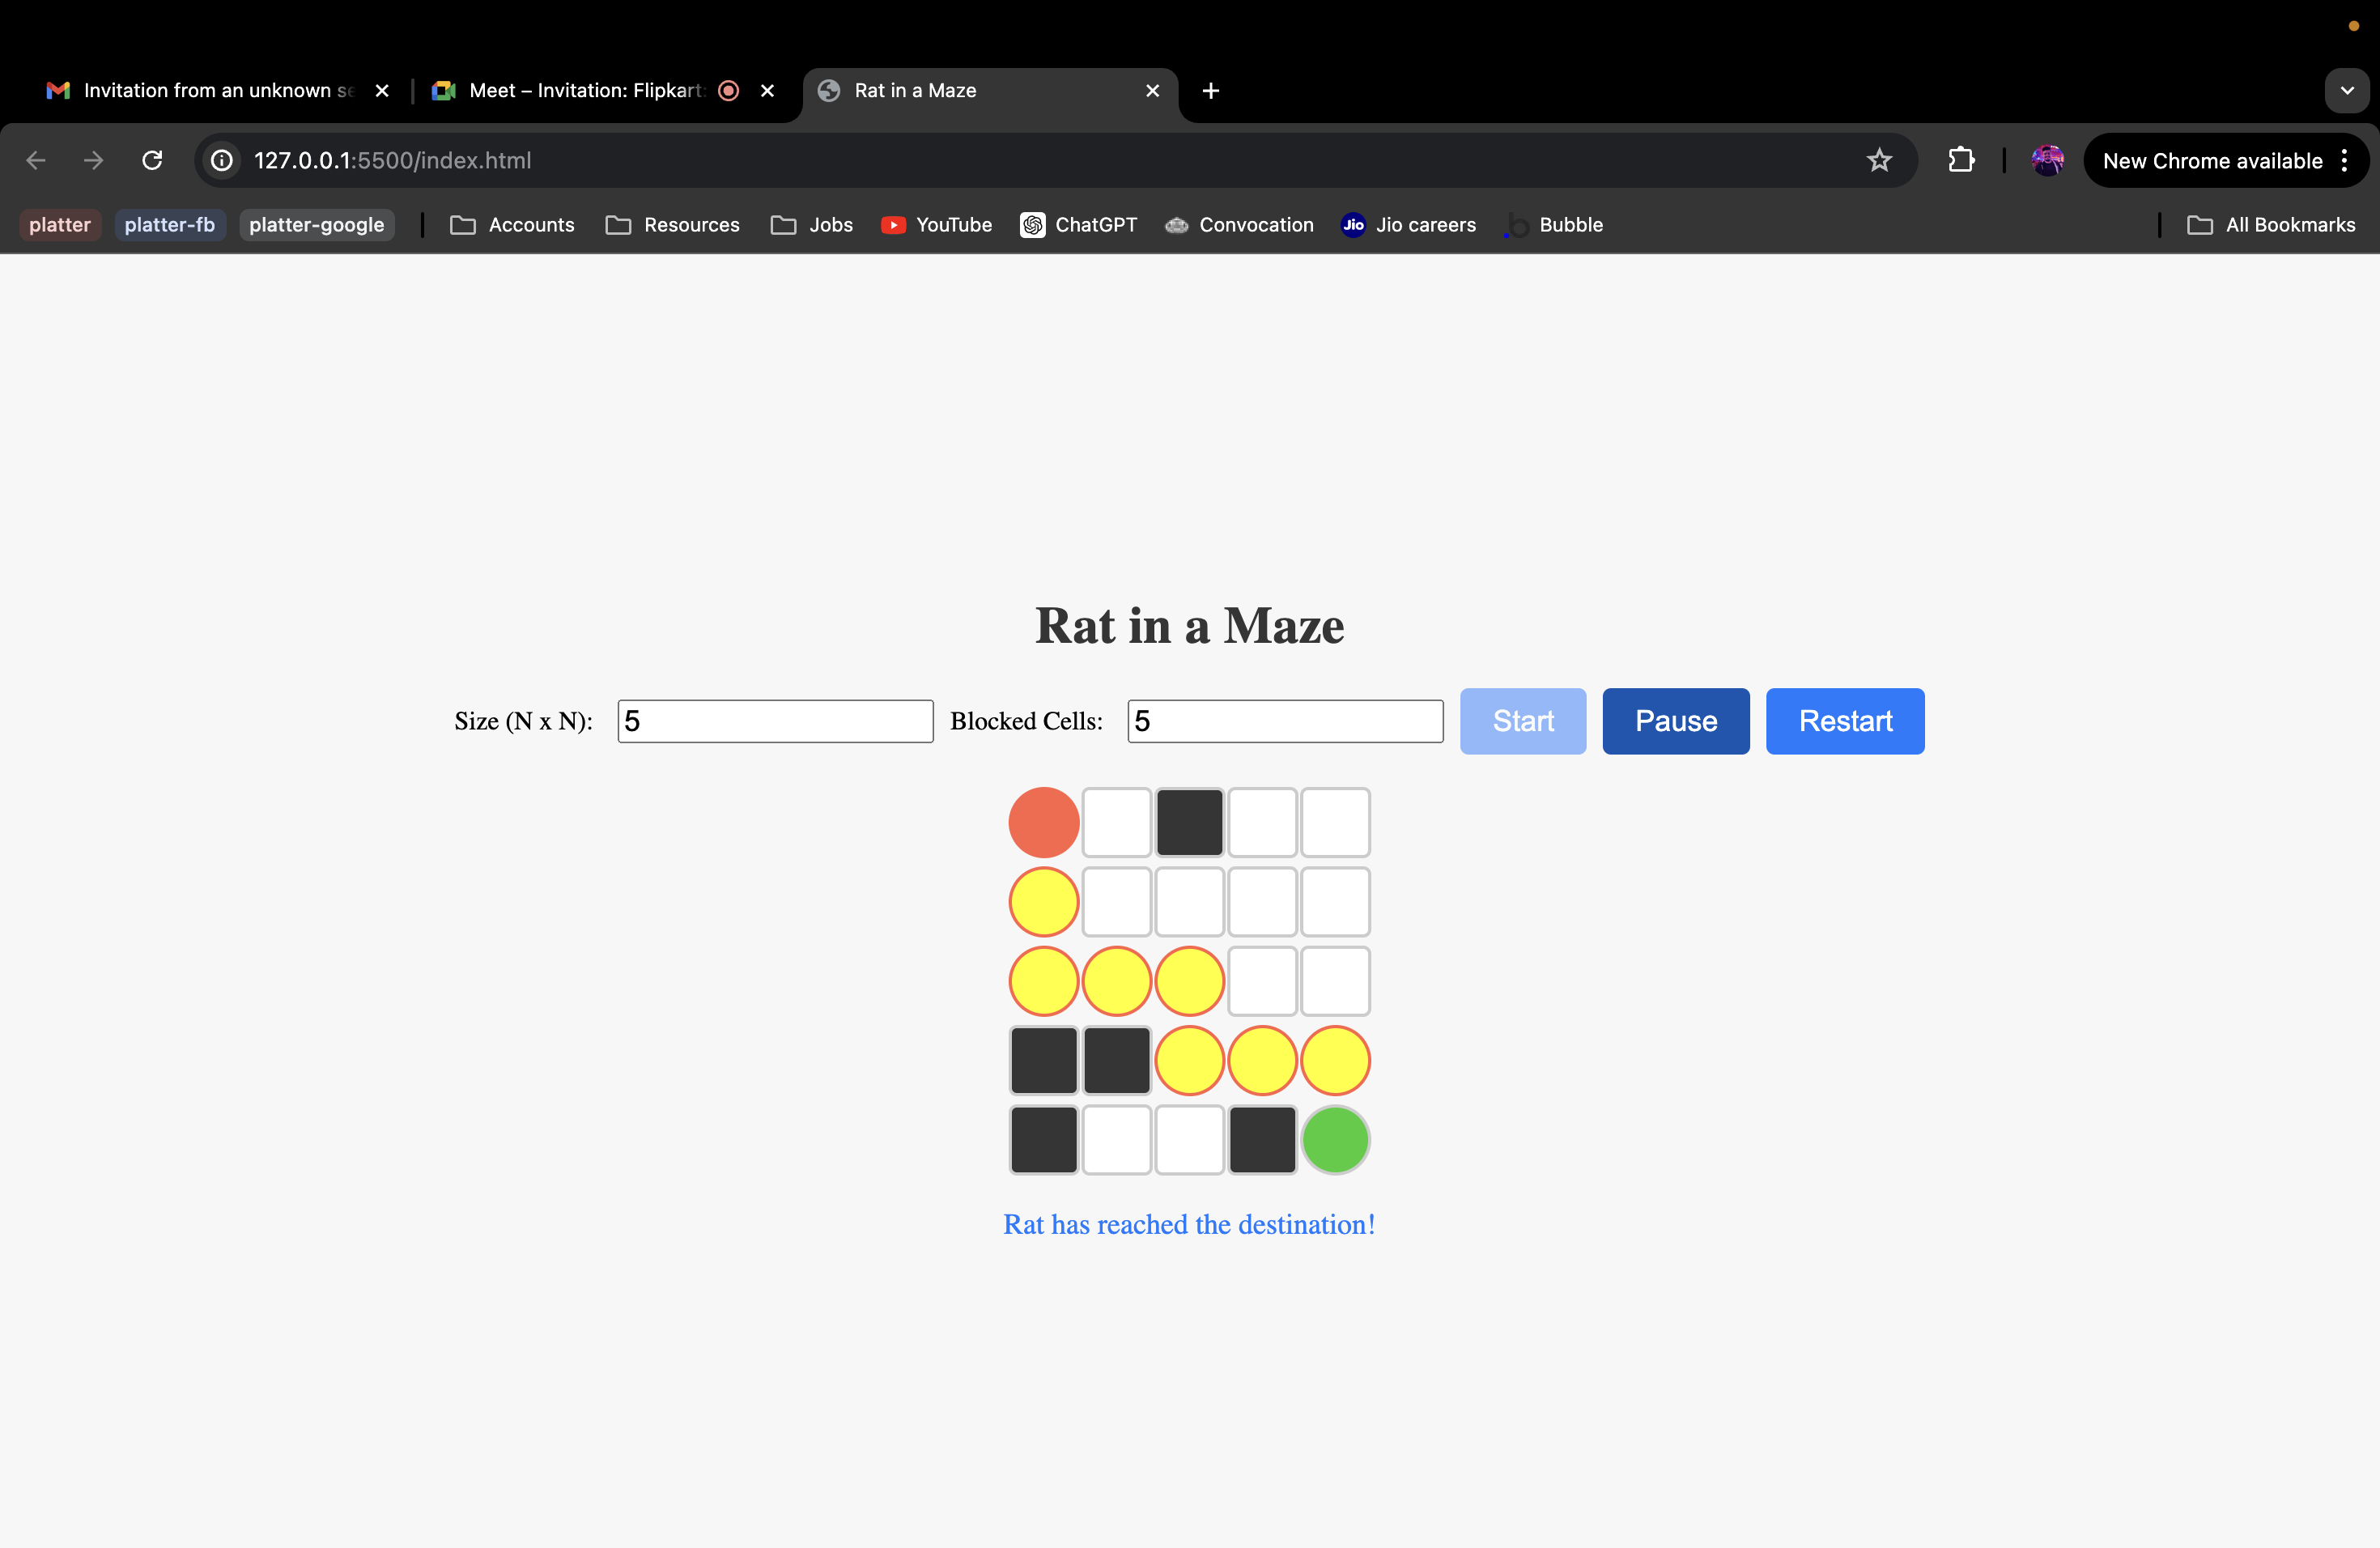 Invitation from an unknown se
Meet – Invitation: Flipkart:
Rat in a Maze
127.0.0.1:5500/index.html
New Chrome available
platter platter-fb platter-google Accounts Resources Jobs YouTube ChatGPT Convocation Jio Jio careers b Bubble All Bookmarks
Rat in a Maze
Size (N x N): 5 Blocked Cells: 5 Start Pause Restart
Rat has reached the destination!